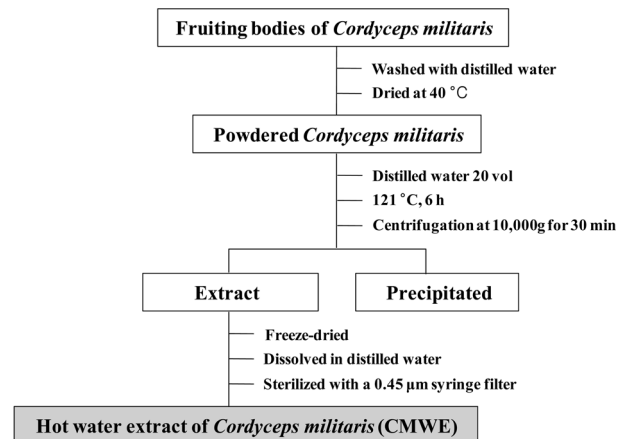 Fruiting bodies of Cordyceps militaris
Washed with distilled water
Dried at 40 °C
Powdered Cordyceps militaris
Distilled water 20 vol
121 °C, 6 h
Centrifugation at 10,000g for 30 min
Extract
Precipitated
Freeze-dried
Dissolved in distilled water
Sterilized with a 0.45 μm syringe filter
Hot water extract of Cordyceps militaris (CMWE)